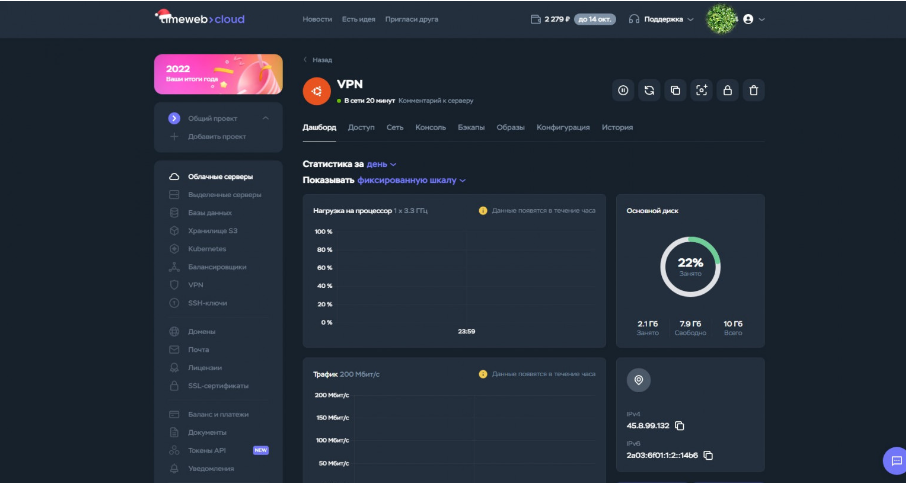 timeweb>cloud
Новости
Есть идея
Пригласи друга
2 279 ₽
до 14 окт.
Поддержка
2022
Ваши итоги года
Общий проект
Добавить проект
Облачные серверы
Выделенные серверы
Базы данных
Хранилище S3
Kubernetes
Балансировщики
VPN
SSH-ключи
Домены
Почта
Лицензии
SSL-сертификаты
Баланс и платежи
Документы
Токены API
NEW
Уведомления
Назад
VPN
В сети 20 минут Комментарий к серверу
Дашборд
Доступ
Сеть
Консоль
Бэкапы
Образы
Конфигурация
История
Статистика за день
Показывать фиксированную шкалу
Нагрузка на процессор 1 x 3.3 ГГц
Данные появятся в течение часа
100 %
80 %
60 %
40 %
20 %
0 %
23:59
Основной диск
22%
Занято
2.1 Гб
Занято
7.9 Гб
Свободно
10 Гб
Всего
Трафик 200 Мбит/с
Данные появятся в течение часа
200 Мбит/с
150 Мбит/с
100 Мбит/с
50 Мбит/с
IPv4
45.8.99.132
IPv6
2a03:6f01:1:2::14b6